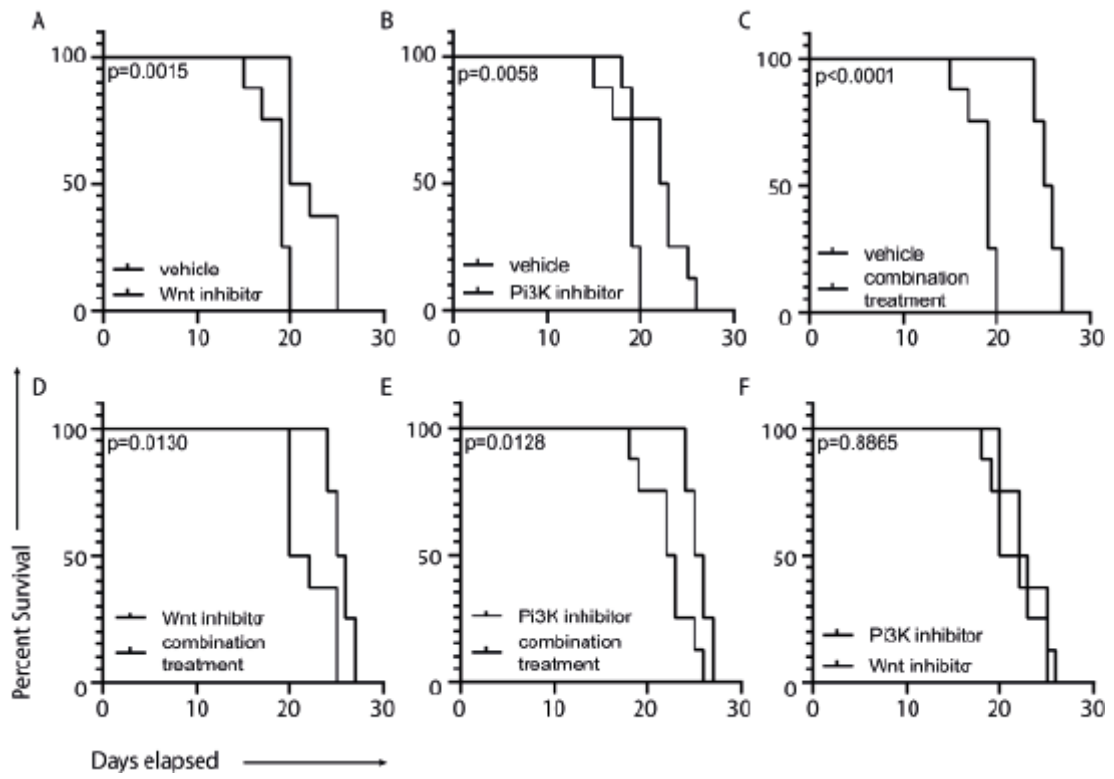 A
100
p=0.0015
50
vehicle
Wnt inhibitor
0
0 10 20 30
B
100
p=0.0058
50
vehicle
Pi3K inhibitor
0
0 10 20 30
C
100
p<0.0001
50
vehicle
combination
treatment
0
0 10 20 30
D
100
p=0.0130
50
Wnt inhibitor
combination
treatment
0
0 10 20 30
E
100
p=0.0128
50
Pi3K inhibitor
combination
treatment
0
0 10 20 30
F
100
p=0.8865
50
Pi3K inhibitor
Wnt inhibitor
0
0 10 20 30
Percent Survival
Days elapsed